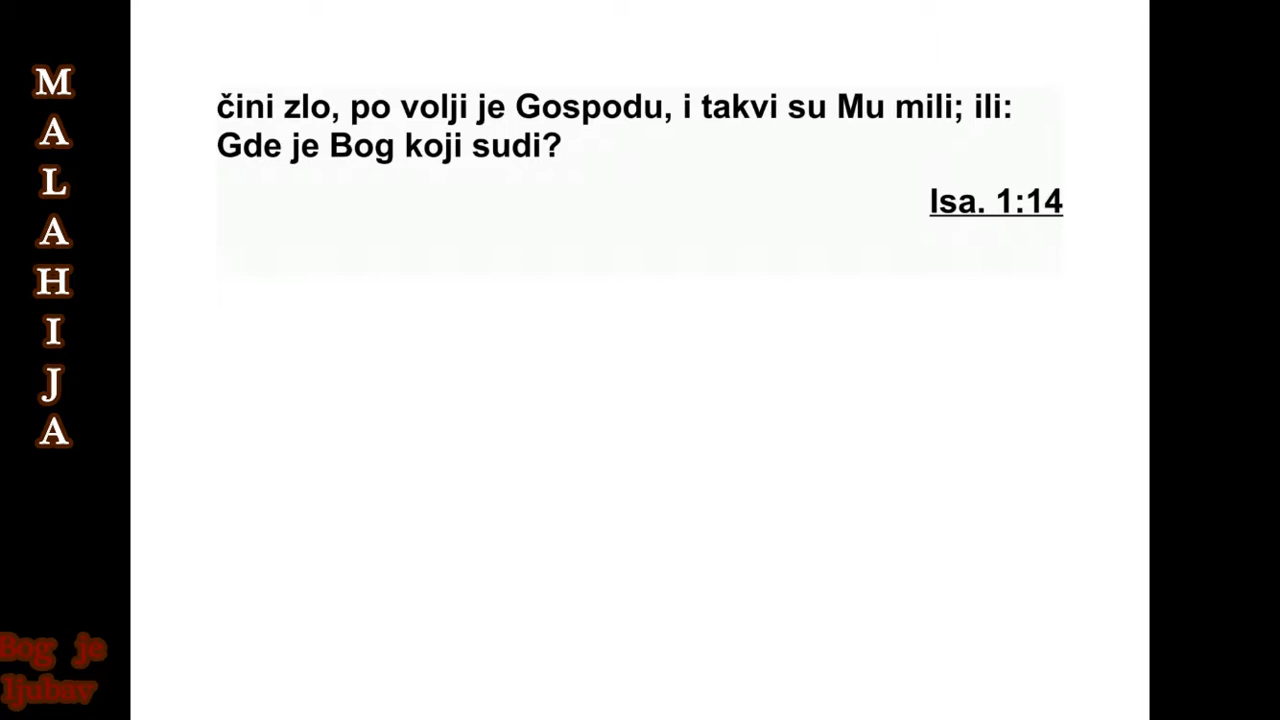 MALAHIJA
čini zlo, po volji je Gospodu, i takvi su Mu mili; ili:
Gde je Bog koji sudi?
Isa. 1:14
Bog je
ljubav